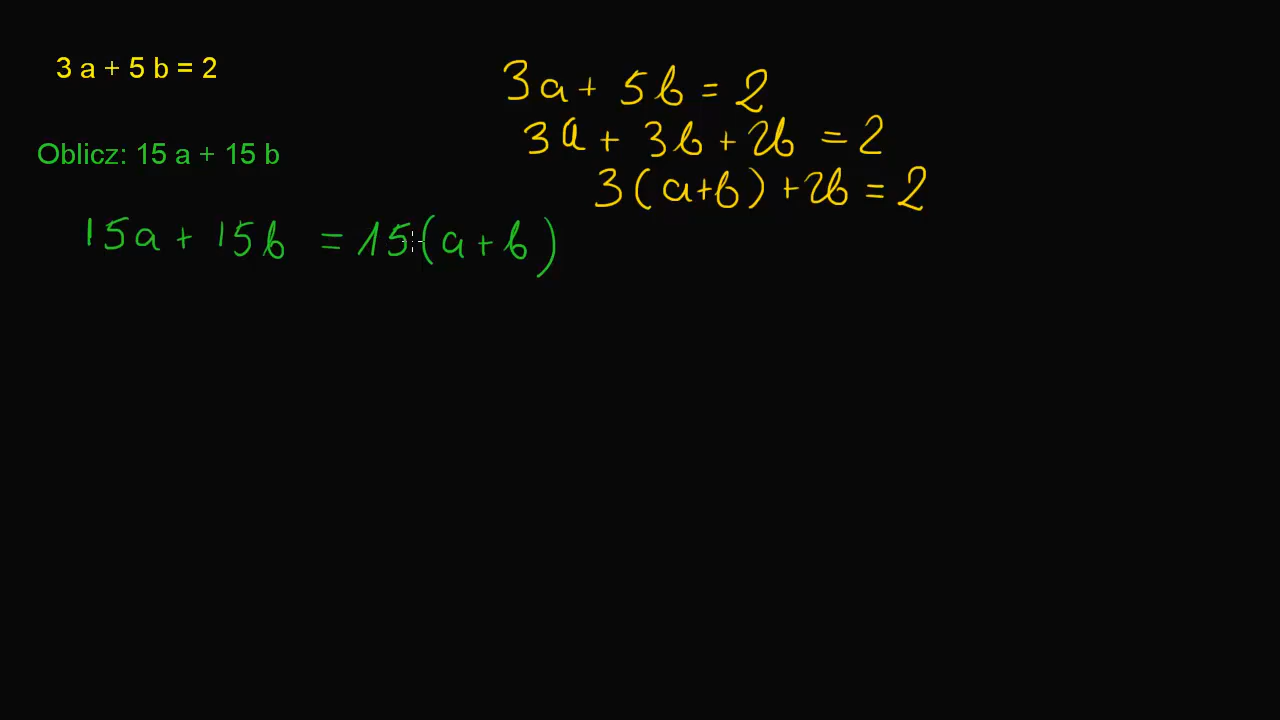 3 a + 5 b = 2
3a + 5b = 2
3a + 3b + 2b = 2
Oblicz: 15 a + 15 b
3(a+b) + 2b = 2
15a + 15b = 15(a + b)